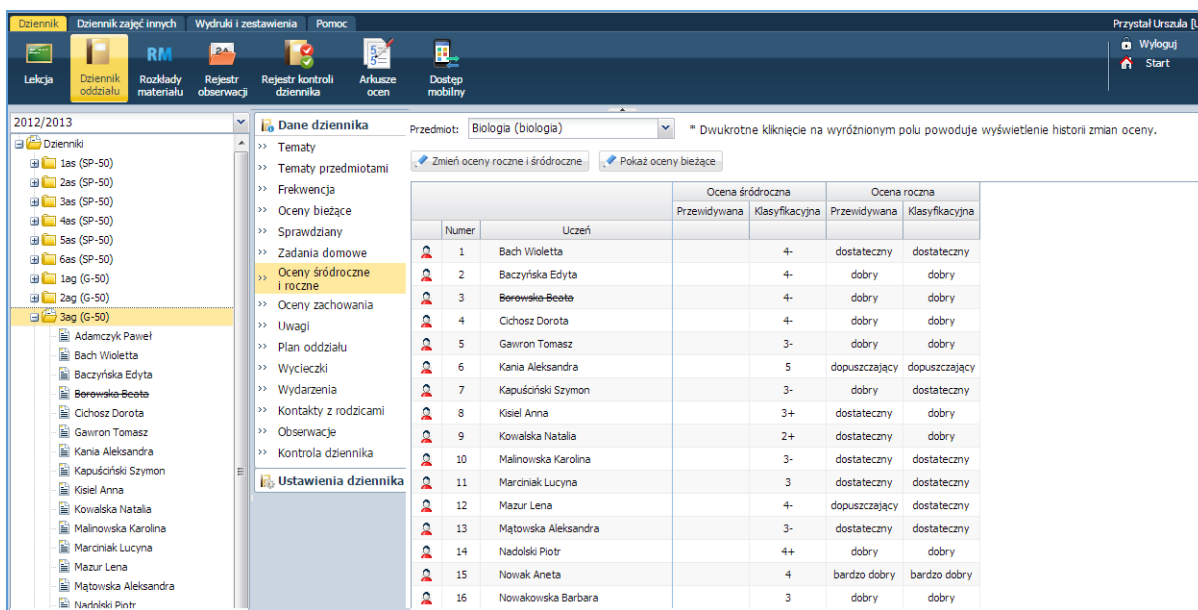 Dziennik Dziennik zajęć innych Wydruki i zestawienia Pomoc Przystał Urszula [U
Lekcja Dziennik oddziału RM Rozkłady materiału Rejestr obserwacji Rejestr kontroli dziennika Arkusze ocen Dostęp mobilny
Wyloguj
Start
2012/2013
Dzienniki
1as (SP-50)
2as (SP-50)
3as (SP-50)
4as (SP-50)
5as (SP-50)
6as (SP-50)
1ag (G-50)
2ag (G-50)
3ag (G-50)
Adamczyk Paweł
Bach Wioletta
Baczyńska Edyta
Borowska Beata
Cichosz Dorota
Gawron Tomasz
Kania Aleksandra
Kapuściński Szymon
Kisiel Anna
Kowalska Natalia
Malinowska Karolina
Marciniak Lucyna
Mazur Lena
Mątowska Aleksandra
Nadolski Piotr
Dane dziennika
>> Tematy
>> Tematy przedmiotami
>> Frekwencja
>> Oceny bieżące
>> Sprawdziany
>> Zadania domowe
>> Oceny śródroczne
i roczne
>> Oceny zachowania
>> Uwagi
>> Plan oddziału
>> Wycieczki
>> Wydarzenia
>> Kontakty z rodzicami
>> Obserwacje
>> Kontrola dziennika
Ustawienia dziennika
Przedmiot: Biologia (biologia) * Dwukrotne kliknięcie na wyróżnionym polu powoduje wyświetlenie historii zmian oceny.
Zmień oceny roczne i śródroczne Pokaż oceny bieżące
Ocena śródroczna Ocena roczna
Przewidywana Klasyfikacyjna Przewidywana Klasyfikacyjna
Numer Uczeń
1 Bach Wioletta 4- dostateczny dostateczny
2 Baczyńska Edyta 4- dobry dobry
3 Borowska Beata 4- dobry dobry
4 Cichosz Dorota 4- dobry dobry
5 Gawron Tomasz 3- dobry dobry
6 Kania Aleksandra 5 dopuszczający dopuszczający
7 Kapuściński Szymon 3- dobry dostateczny
8 Kisiel Anna 3+ dostateczny dobry
9 Kowalska Natalia 2+ dostateczny dobry
10 Malinowska Karolina 3- dostateczny dostateczny
11 Marciniak Lucyna 3 dostateczny dostateczny
12 Mazur Lena 4- dopuszczający dostateczny
13 Mątowska Aleksandra 3- dostateczny dostateczny
14 Nadolski Piotr 4+ dobry dobry
15 Nowak Aneta 4 bardzo dobry bardzo dobry
16 Nowakowska Barbara 3 dobry dobry